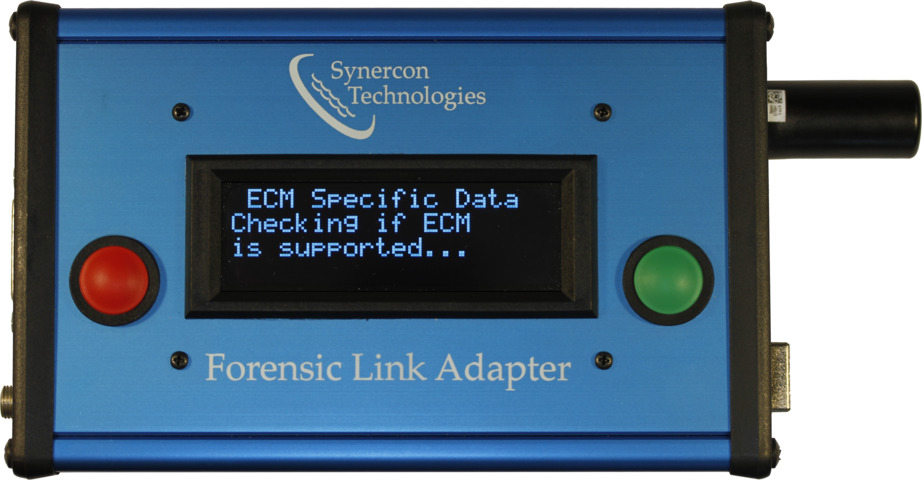 Synercon
Technologies
ECM Specific Data
Checking if ECM
is supported...
Forensic Link Adapter